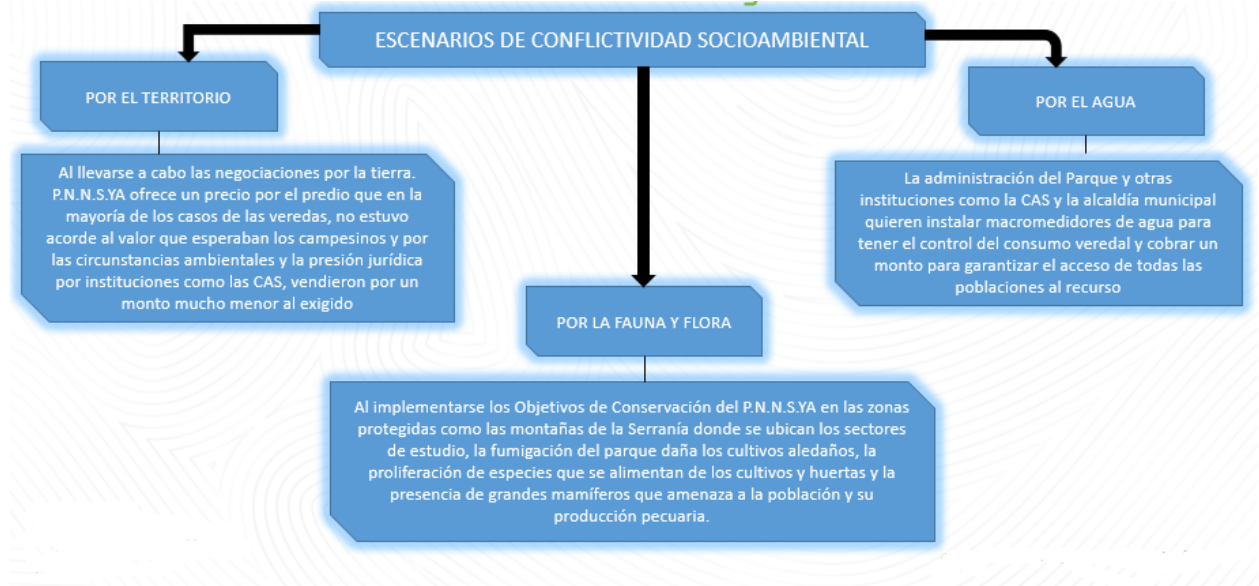 ESCENARIOS DE CONFLICTIVIDAD SOCIOAMBIENTAL
POR EL TERRITORIO
Al llevarse a cabo las negociaciones por la tierra.
P.N.N.S.YA ofrece un precio por el predio que en la
mayoría de los casos de las veredas, no estuvo
acorde al valor que esperaban los campesinos y por
las circunstancias ambientales y la presión jurídica
por instituciones como las CAS, vendieron por un
monto mucho menor al exigido
POR LA FAUNA Y FLORA
Al implementarse los Objetivos de Conservación del P.N.N.S.YA en las zonas
protegidas como las montañas de la Serranía donde se ubican los sectores
de estudio, la fumigación del parque daña los cultivos aledaños, la
proliferación de especies que se alimentan de los cultivos y huertas y la
presencia de grandes mamíferos que amenaza a la población y su
producción pecuaria.
POR EL AGUA
La administración del Parque y otras
instituciones como la CAS y la alcaldía municipal
quieren instalar macromedidores de agua para
tener el control del consumo veredal y cobrar un
monto para garantizar el acceso de todas las
poblaciones al recurso